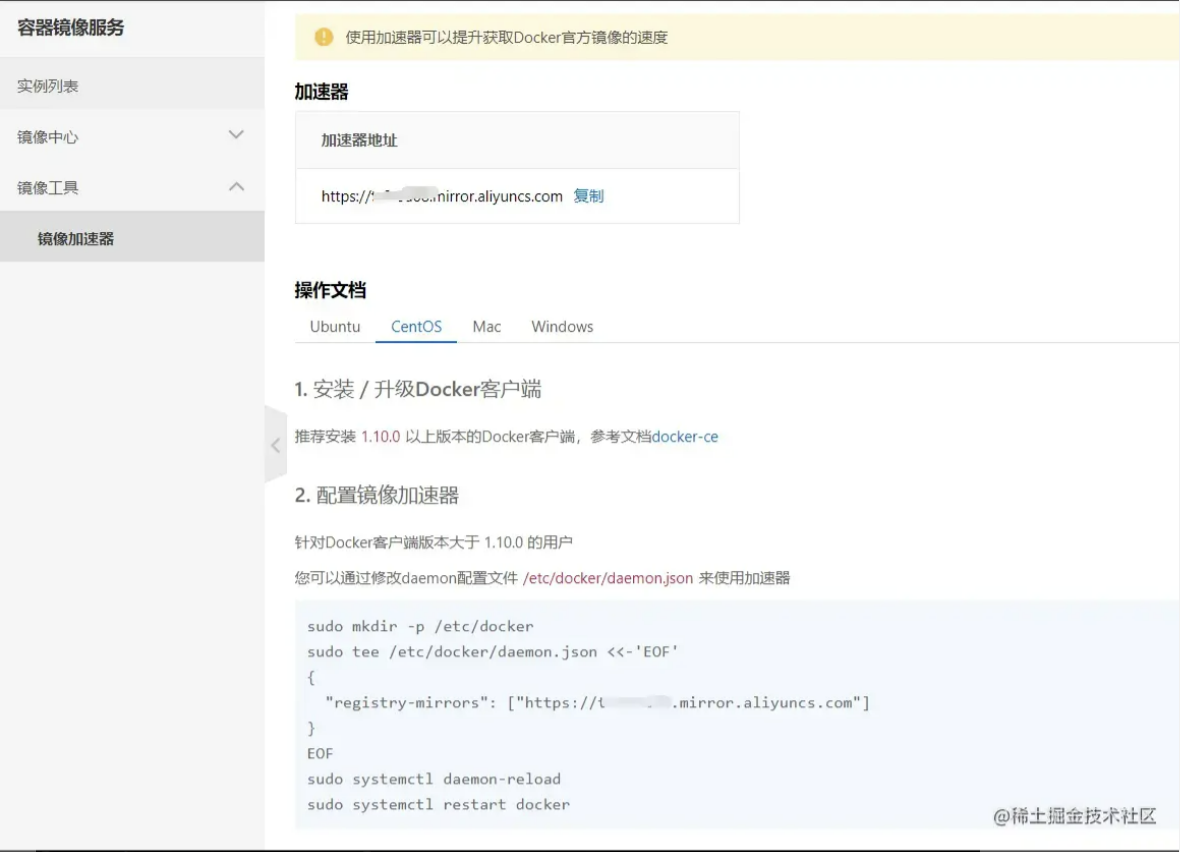 容器镜像服务
实例列表
镜像中心
镜像工具
镜像加速器
使用加速器可以提升获取Docker官方镜像的速度
加速器
加速器地址
https:// .mirror.aliyuncs.com 复制
操作文档
Ubuntu CentOS Mac Windows
1. 安装 / 升级Docker客户端
推荐安装 1.10.0 以上版本的Docker客户端，参考文档docker-ce
2. 配置镜像加速器
针对Docker客户端版本大于 1.10.0 的用户
您可以通过修改daemon配置文件 /etc/docker/daemon.json 来使用加速器
sudo mkdir -p /etc/docker
sudo tee /etc/docker/daemon.json <<-'EOF'
{
"registry-mirrors": ["https://t .mirror.aliyuncs.com"]
}
EOF
sudo systemctl daemon-reload
sudo systemctl restart docker
@稀土掘金技术社区